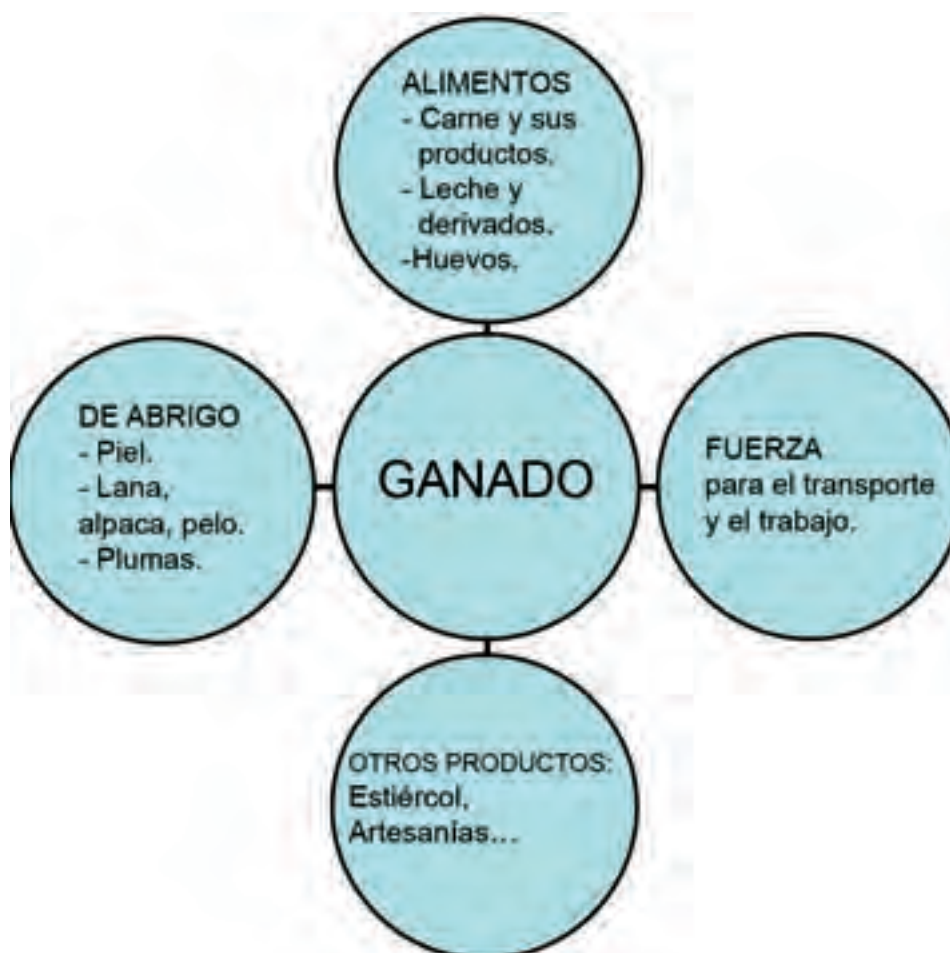 ALIMENTOS
- Carne y sus
productos.
- Leche y
derivados.
-Huevos.
DE ABRIGO
- Piel.
- Lana,
alpaca, pelo.
- Plumas.
GANADO
FUERZA
para el transporte
y el trabajo.
OTROS PRODUCTOS:
Estiércol,
Artesanías...